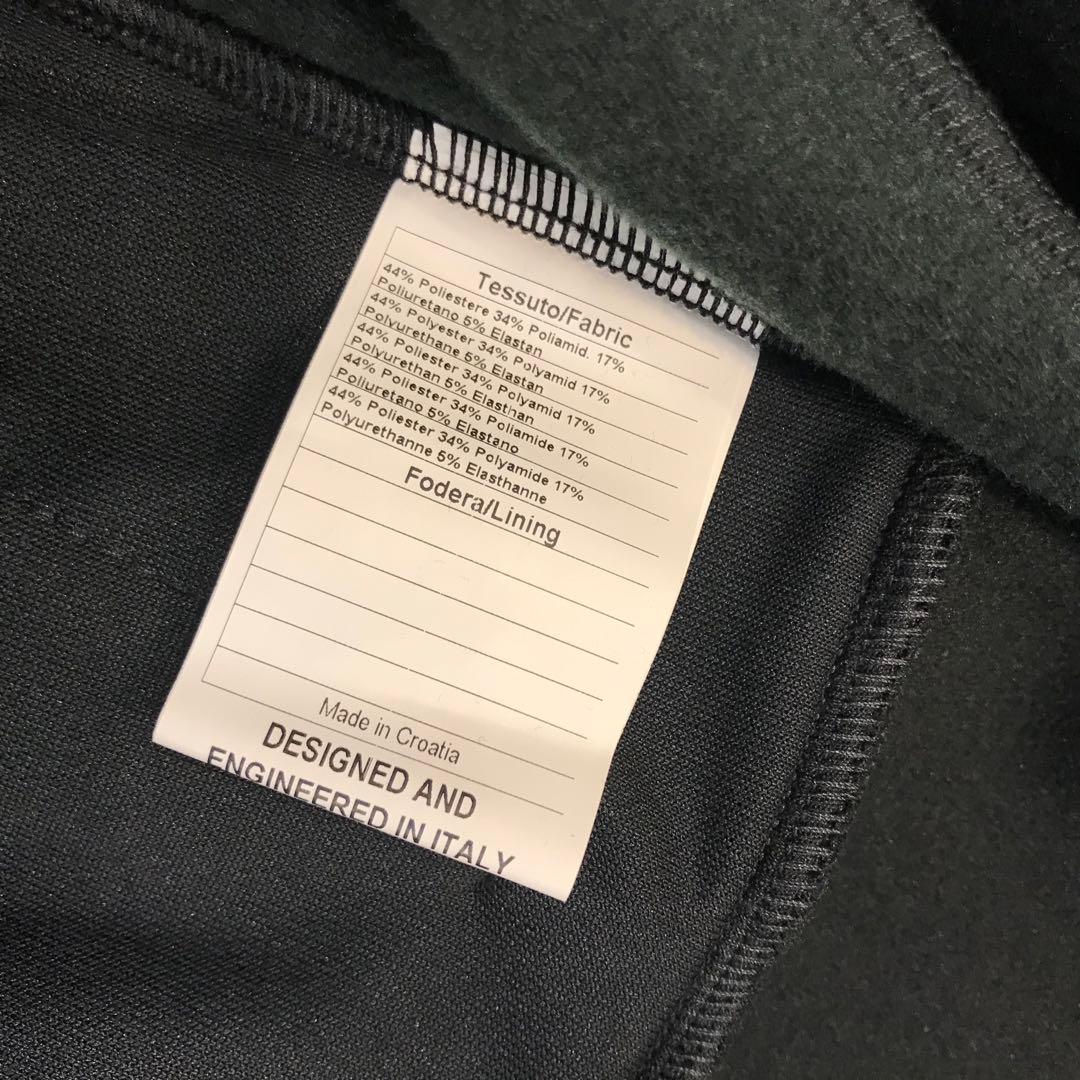 Tessuto/Fabric
44% Poliestere 34% Poliamid. 17%
Poliuretano 5% Elastan
44% Polyester 34% Polyamid 17%
Polyurethane 5% Elastan
44% Poliester 34% Polyamid 17%
Polyurethan 5% Elasthan
44% Poliester 34% Poliamide 17%
Poliuretano 5% Elastano
44% Poliester 34% Polyamide 17%
Polyurethanne 5% Elasthanne
Fodera/Lining
Made in Croatia
DESIGNED AND
ENGINEERED IN ITALY